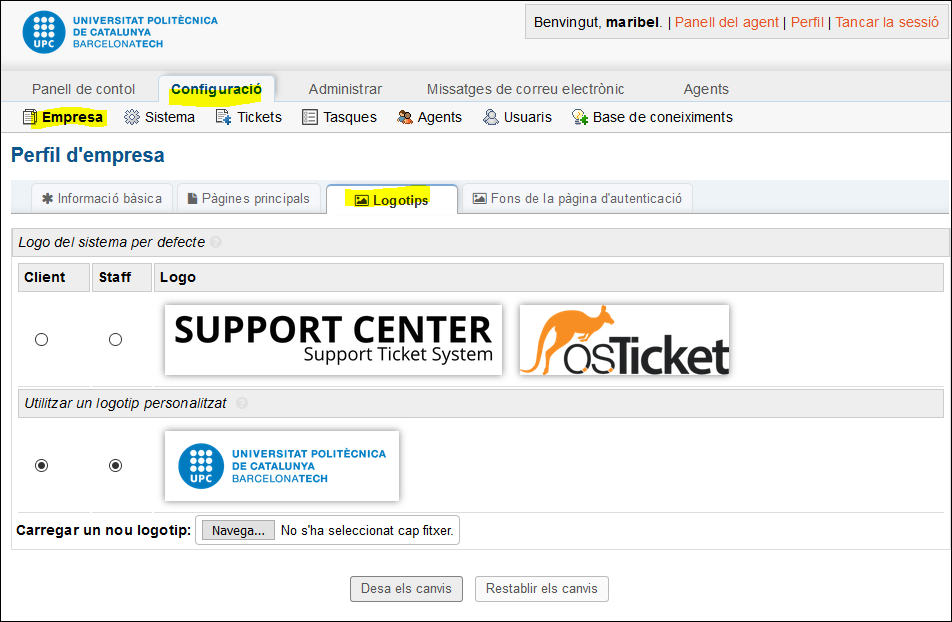 UPC
UNIVERSITAT POLITÈCNICA
DE CATALUNYA
BARCELONATECH
Benvingut, maribel. | Panell del agent | Perfil | Tancar la sessió
Panell de contol Configuració Administrar Missatges de correu electrònic Agents
Empresa Sistema Tickets Tasques Agents Usuaris Base de coneiximents
Perfil d'empresa
Informació bàsica Pàgines principals Logotips Fons de la pàgina d'autenticació
Logo del sistema per defecte ?
Client Staff Logo
SUPPORT CENTER
Support Ticket System
osTicket
Utilitzar un logotip personalitzat ?
UPC
UNIVERSITAT POLITÈCNICA
DE CATALUNYA
BARCELONATECH
Carregar un nou logotip: Navega... No s'ha seleccionat cap fitxer.
Desa els canvis Restablir els canvis